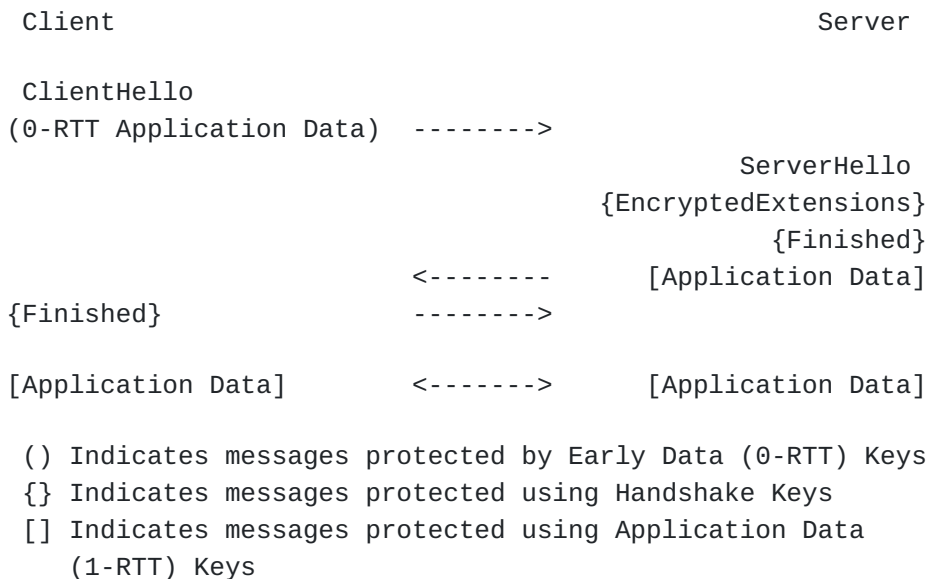 Client                                              Server

ClientHello
(0-RTT Application Data)  -------->
                                               ServerHello
                                      {EncryptedExtensions}
                                                 {Finished}
                          <--------      [Application Data]
{Finished}                -------->

[Application Data]        <------->      [Application Data]

() Indicates messages protected by Early Data (0-RTT) Keys
{} Indicates messages protected using Handshake Keys
[] Indicates messages protected using Application Data
(1-RTT) Keys